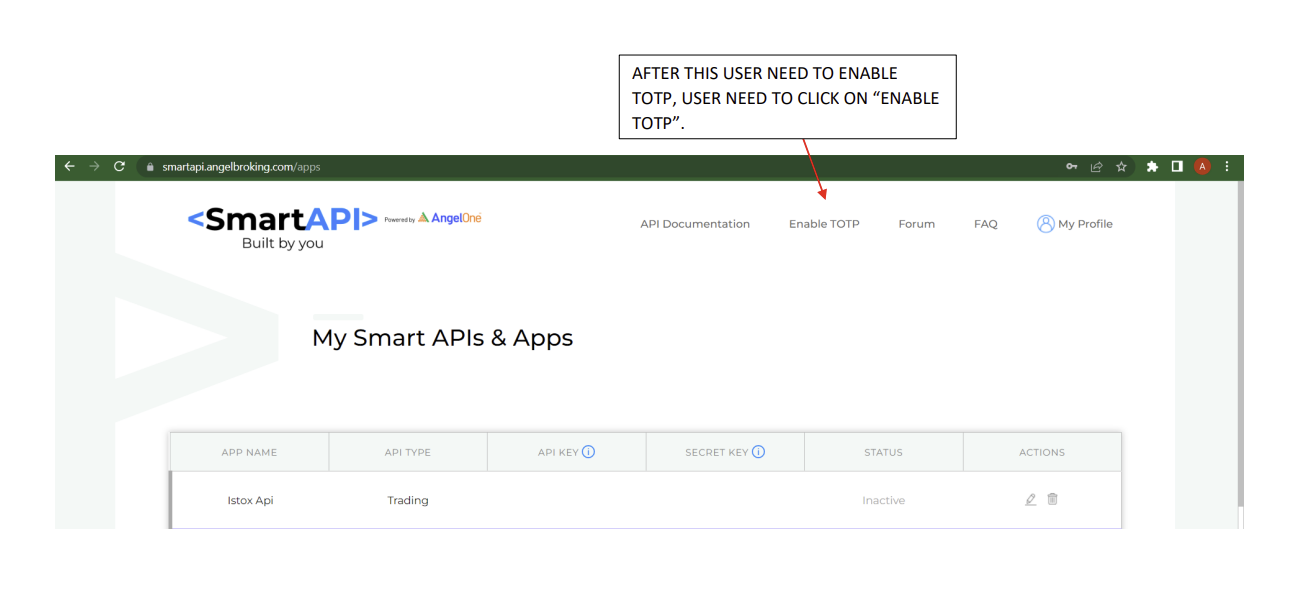 AFTER THIS USER NEED TO ENABLE
TOTP, USER NEED TO CLICK ON “ENABLE
TOTP”.
smartapi.angelbroking.com/apps
A
<SmartAPI> Powered by AngelOne
Built by you
API Documentation Enable TOTP Forum FAQ My Profile
My Smart APIs & Apps
APP NAME API TYPE API KEY SECRET KEY STATUS ACTIONS
Istox Api Trading Inactive